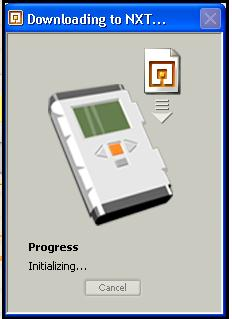 Downloading to NXT...
Progress
Initializing...
Cancel